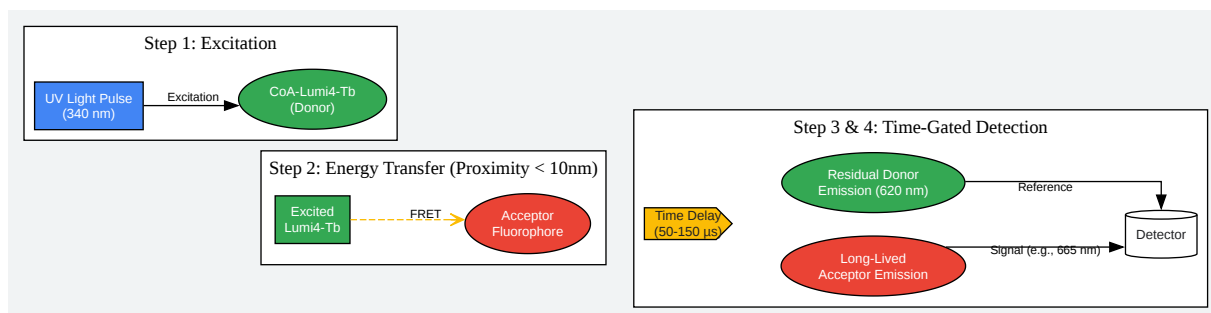 Step 1: Excitation
UV Light Pulse
(340 nm)
Excitation
CoA-Lumi4-Tb
(Donor)
Step 2: Energy Transfer (Proximity < 10nm)
Excited
Lumi4-Tb
FRET
Acceptor
Fluorophore
Step 3 & 4: Time-Gated Detection
Time Delay
(50-150 µs)
Residual Donor
Emission (620 nm)
Reference
Long-Lived
Acceptor Emission
Signal (e.g., 665 nm)
Detector